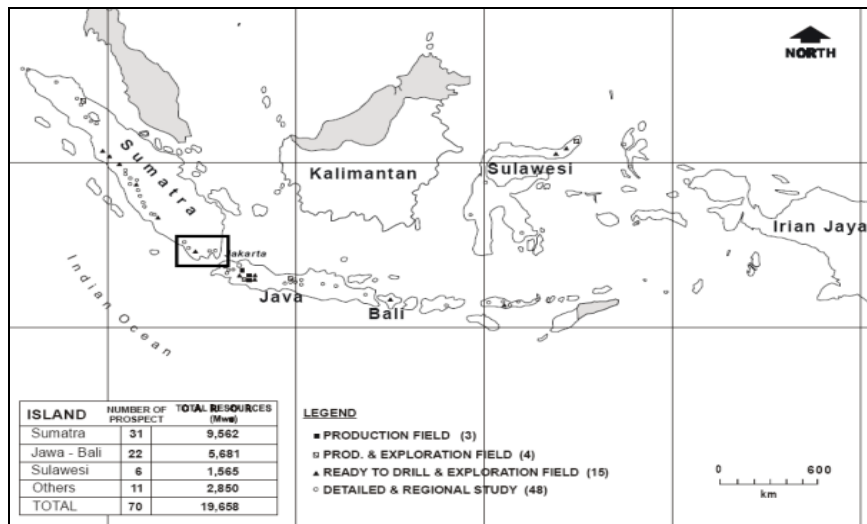 NORTH
Sumatra
Kalimantan
Sulawesi
Irian Jaya
Jakarta
Java
Bali
Indian Ocean
ISLAND NUMBER OF PROSPECT TOTAL RESOURCES
Sumatra 31 9,562
Jawa - Bali 22 5,681
Sulawesi 6 1,565
Others 11 2,850
TOTAL 70 19,658
LEGEND
PRODUCTION FIELD (3)
PROD. & EXPLORATION FIELD (4)
READY TO DRILL & EXPLORATION FIELD (15)
DETAILED & REGIONAL STUDY (48)
0 600
km